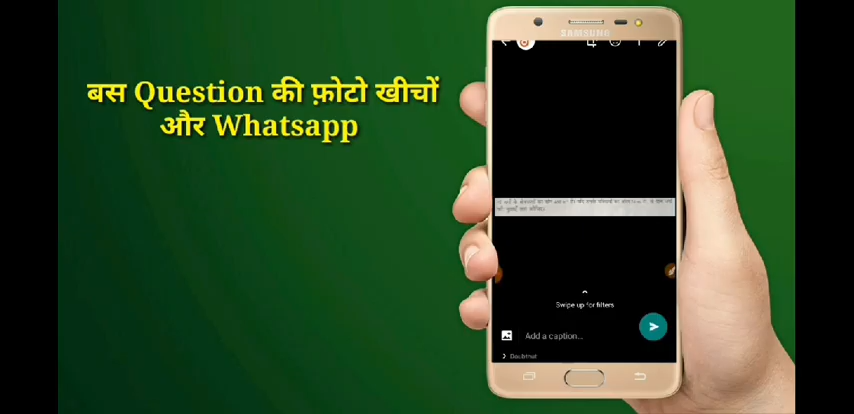 बस Question की फ़ोटो खीचों
और Whatsapp
SAMSUNG
Swipe up for filters
Add a caption...
Doubtnut